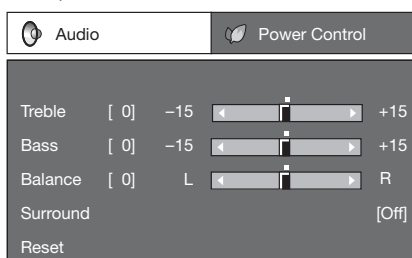 Audio Power Control
Treble [ 0] −15 +15
Bass [ 0] −15 +15
Balance [ 0] L R
Surround [Off]
Reset